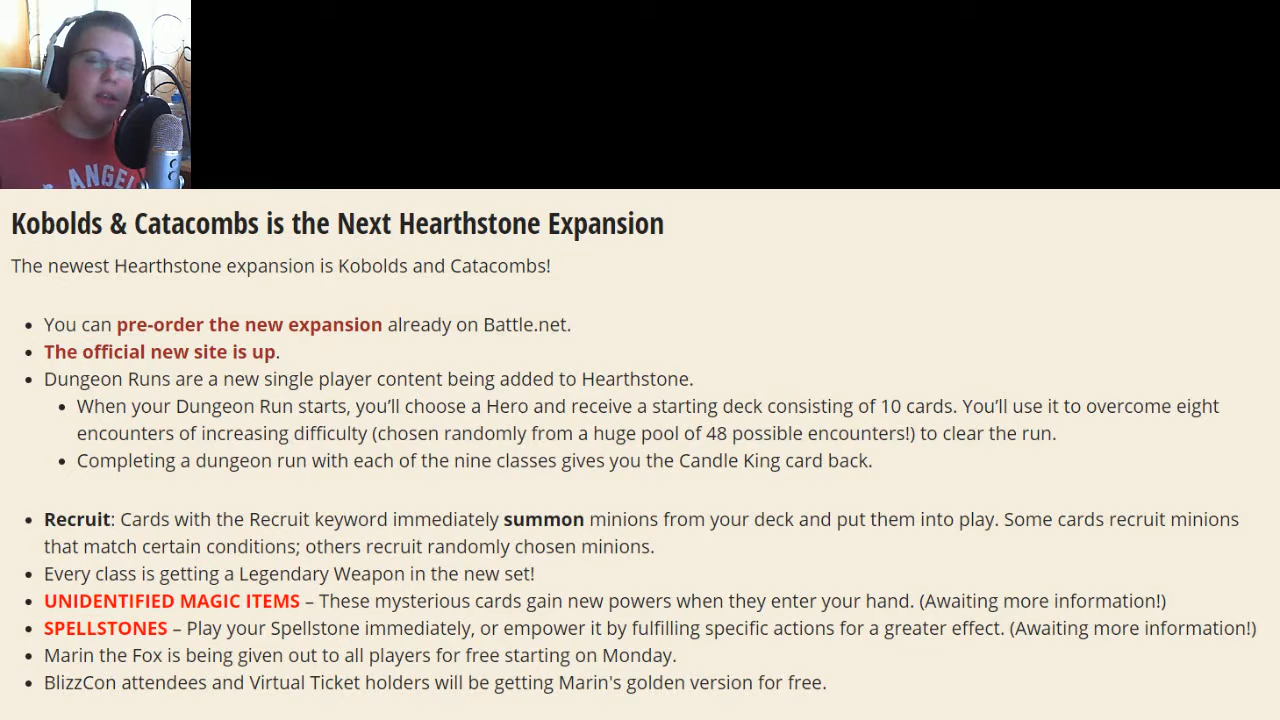 ANGEL
Kobolds & Catacombs is the Next Hearthstone Expansion
The newest Hearthstone expansion is Kobolds and Catacombs!
You can pre-order the new expansion already on Battle.net.
The official new site is up.
Dungeon Runs are a new single player content being added to Hearthstone.
When your Dungeon Run starts, you’ll choose a Hero and receive a starting deck consisting of 10 cards. You’ll use it to overcome eight
encounters of increasing difficulty (chosen randomly from a huge pool of 48 possible encounters!) to clear the run.
Completing a dungeon run with each of the nine classes gives you the Candle King card back.
Recruit: Cards with the Recruit keyword immediately summon minions from your deck and put them into play. Some cards recruit minions
that match certain conditions; others recruit randomly chosen minions.
Every class is getting a Legendary Weapon in the new set!
UNIDENTIFIED MAGIC ITEMS – These mysterious cards gain new powers when they enter your hand. (Awaiting more information!)
SPELLSTONES – Play your Spellstone immediately, or empower it by fulfilling specific actions for a greater effect. (Awaiting more information!)
Marin the Fox is being given out to all players for free starting on Monday.
BlizzCon attendees and Virtual Ticket holders will be getting Marin's golden version for free.